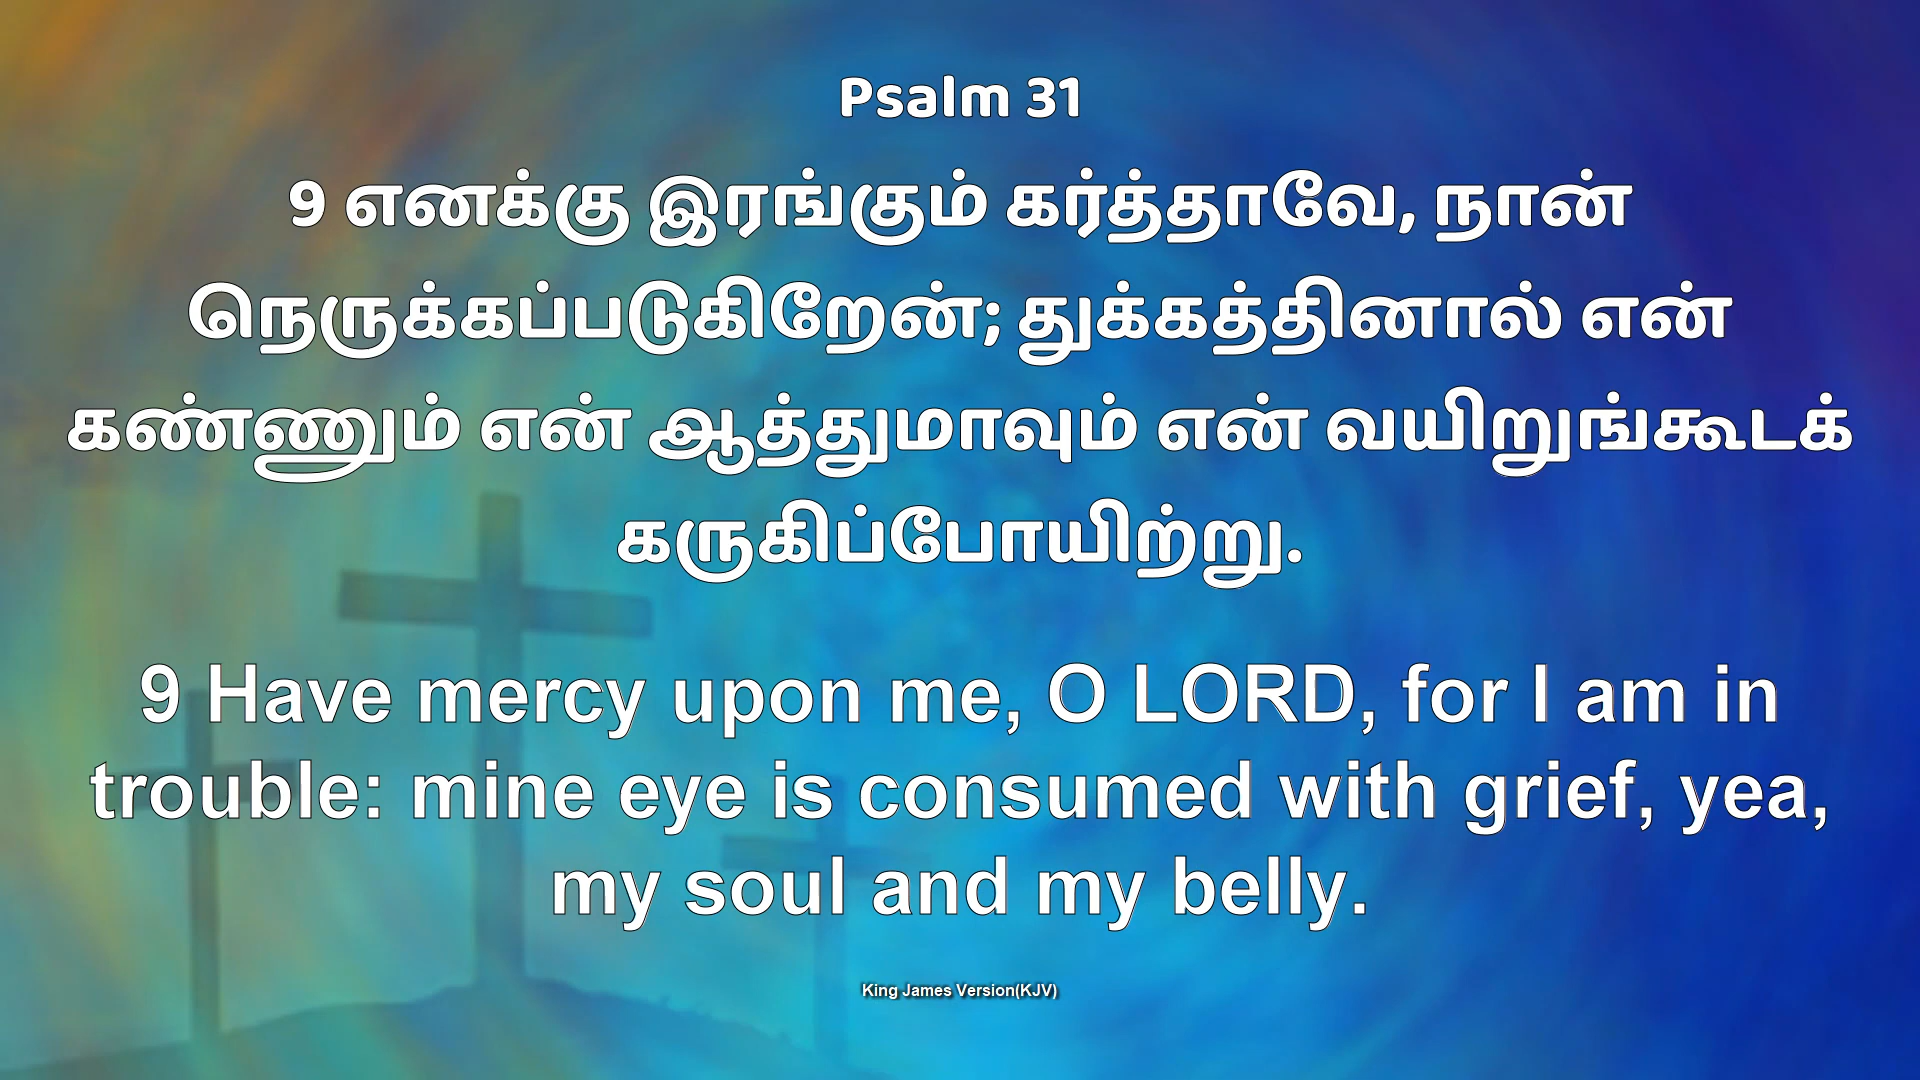 Psalm 31
9 எனக்கு இரங்கும் கர்த்தாவே, நான்
நெருக்கப்படுகிறேன்; துக்கத்தினால் என்
கண்ணும் என் ஆத்துமாவும் என் வயிறுங்கூடக்
கருகிப்போயிற்று.
9 Have mercy upon me, O LORD, for I am in
trouble: mine eye is consumed with grief, yea,
my soul and my belly.
King James Version(KJV)